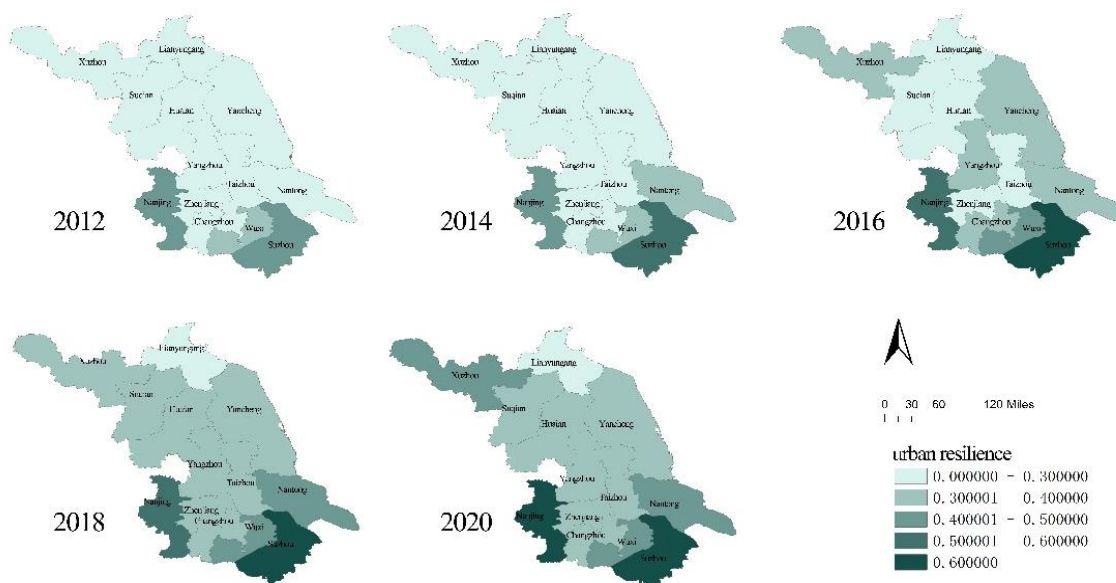 Lianyungang
Xuzhou
Suqian
Huaian
Yancheng
Yangzhou
Taizhou
Nantong
Nanjing
Zhenjiang
Changzhou
Wuxi
Suzhou
2012
Lianyungang
Xuzhou
Suqian
Huaian
Yancheng
Yangzhou
Taizhou
Nantong
Nanjing
Zhenjiang
Changzhou
Wuxi
Suzhou
2014
Lianyungang
Xuzhou
Suqian
Huaian
Yancheng
Yangzhou
Taizhou
Nantong
Nanjing
Zhenjiang
Changzhou
Wuxi
Suzhou
2016
Lianyungang
Xuzhou
Suqian
Huaian
Yancheng
Yangzhou
Taizhou
Nantong
Nanjing
Zhenjiang
Changzhou
Wuxi
Suzhou
2018
Lianyungang
Xuzhou
Suqian
Huaian
Yancheng
Yangzhou
Taizhou
Nantong
Nanjing
Zhenjiang
Changzhou
Wuxi
Suzhou
2020
0 30 60 120 Miles
urban resilience
0.000000 - 0.300000
0.300001 0.400000
0.400001 - 0.500000
0.500001 0.600000
0.600000